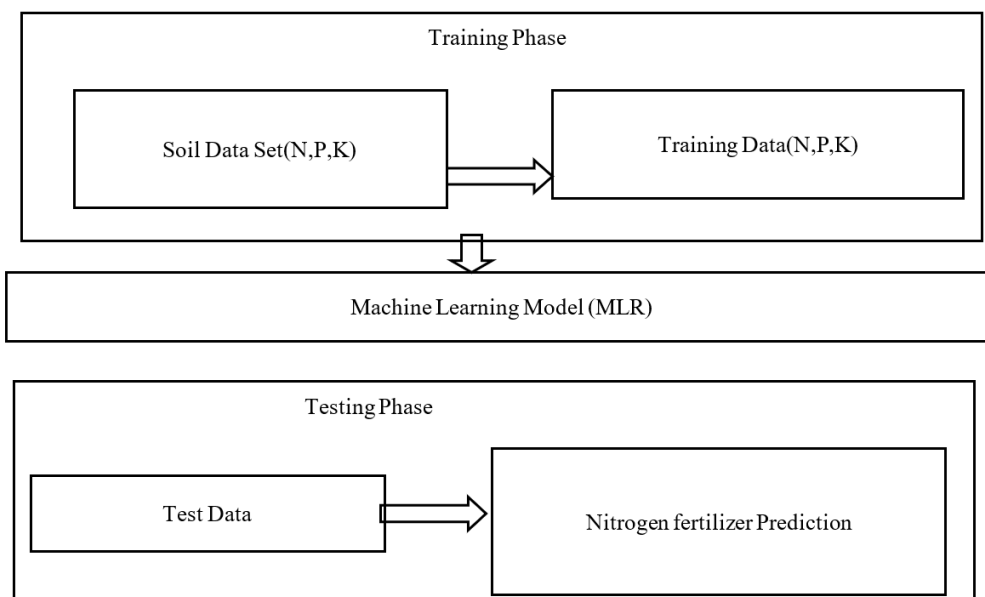 Training Phase
Soil Data Set(N,P,K)
Training Data(N,P,K)
Machine Learning Model (MLR)
Testing Phase
Test Data
Nitrogen fertilizer Prediction